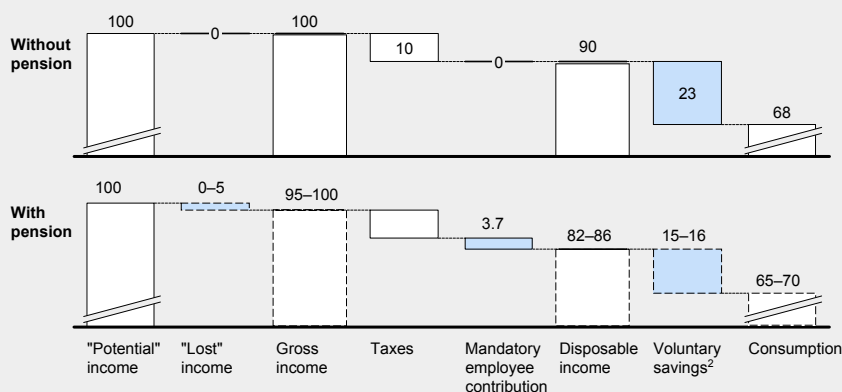 100
0
100
10
0
90
23
68
Without
pension
100
0–5
95–100
3.7
82–86
15–16
65–70
With
pension
"Potential"
income
"Lost"
income
Gross
income
Taxes
Mandatory
employee
contribution
Disposable
income
Voluntary
savings2
Consumption